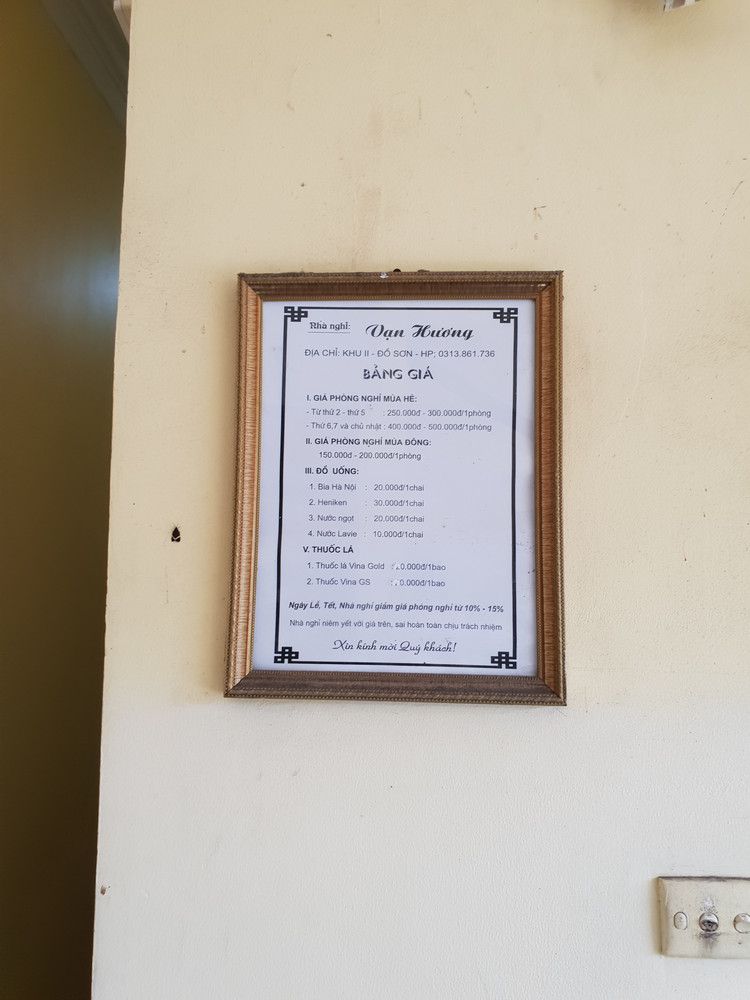 Nhà nghỉ: Vạn Hương
ĐỊA CHỈ: KHU II - ĐỒ SƠN - HP; 0313.861.736
BẢNG GIÁ
I. GIÁ PHÒNG NGHỈ MÙA HÈ:
- Từ thứ 2 - thứ 5 : 250.000đ - 300.000đ/1phòng
- Thứ 6,7 và chủ nhật : 400.000đ - 500.000đ/1phòng
II. GIÁ PHÒNG NGHỈ MÙA ĐÔNG:
150.000đ - 200.000đ/1phòng
III. ĐỒ UỐNG:
1. Bia Hà Nội : 20.000đ/1chai
2. Heniken : 30.000đ/1chai
3. Nước ngọt : 20.000đ/1chai
4. Nước Lavie : 10.000đ/1chai
V. THUỐC LÁ
1. Thuốc lá Vina Gold
2. Thuốc Vina GS
Ngày Lễ, Tết, Nhà nghỉ giảm giá phòng nghỉ từ 10% - 15%
Nhà nghỉ niêm yết với giá trên, sai hoàn toàn chịu trách nhiệm
Xin kính mời Quý khách!